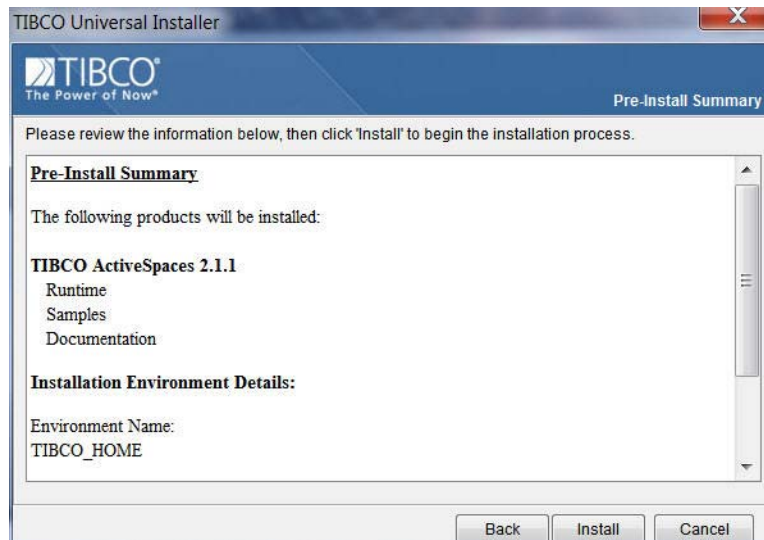 TIBCO Universal Installer
TIBCO®
The Power of Now®
Pre-Install Summary
Please review the information below, then click 'Install' to begin the installation process.
Pre-Install Summary
The following products will be installed:
TIBCO ActiveSpaces 2.1.1
Runtime
Samples
Documentation
Installation Environment Details:
Environment Name:
TIBCO_HOME
Back Install Cancel